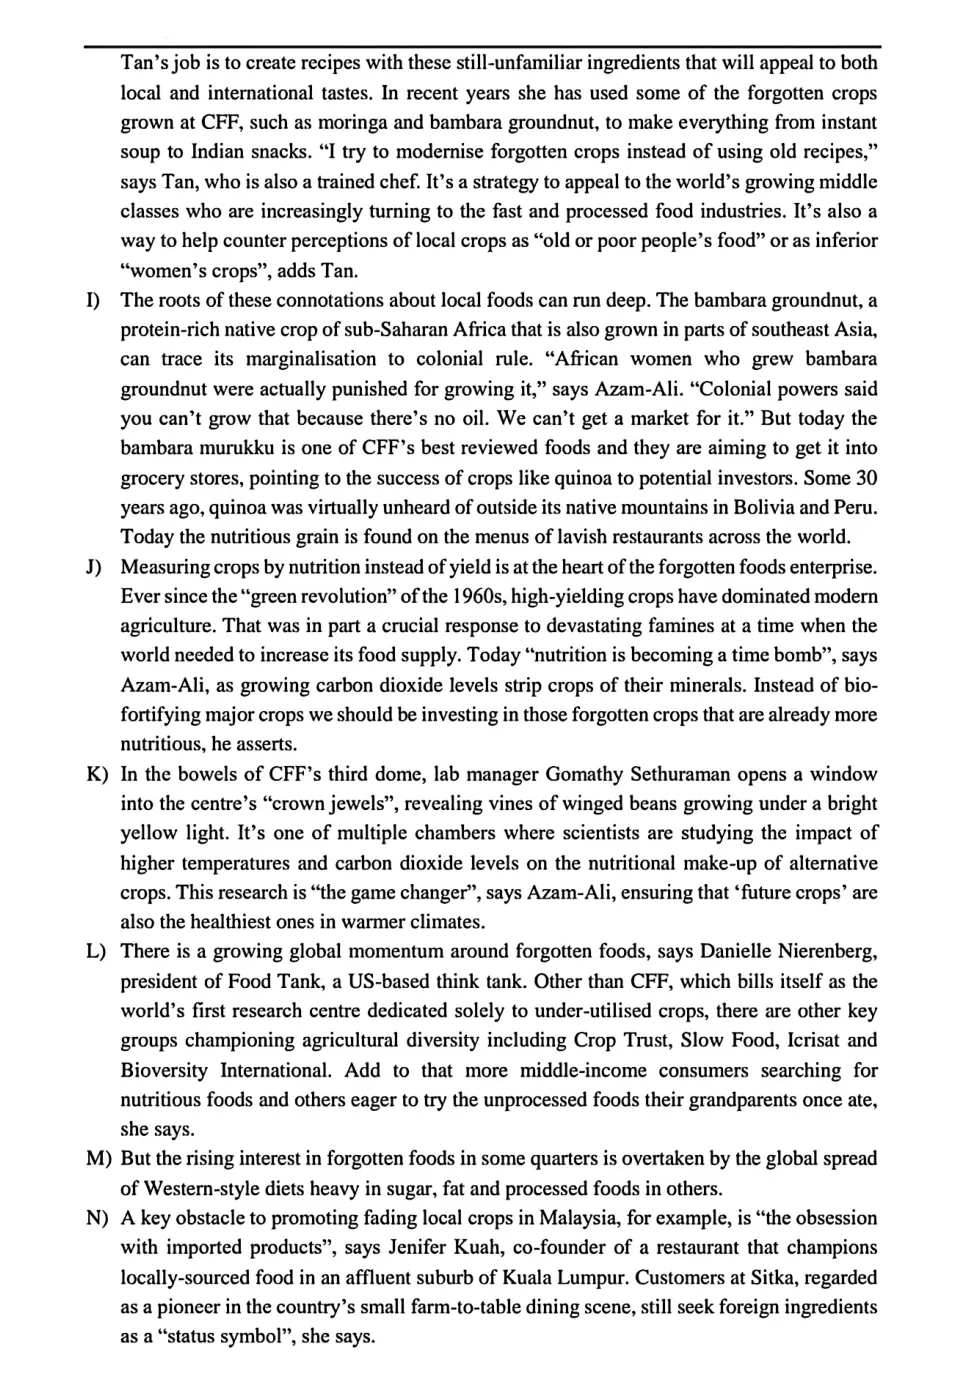 Tan's job is to create recipes with these still-unfamiliar ingredients that will appeal to both
local and international tastes. In recent years she has used some of the forgotten crops
grown at CFF, such as moringa and bambara groundnut, to make everything from instant
soup to Indian snacks. “I try to modernise forgotten crops instead of using old recipes,”
says Tan, who is also a trained chef. It's a strategy to appeal to the world's growing middle
classes who are increasingly turning to the fast and processed food industries. It's also a
way to help counter perceptions of local crops as “old or poor people's food” or as inferior
“women's crops”, adds Tan.
I) The roots of these connotations about local foods can run deep. The bambara groundnut, a
protein-rich native crop of sub-Saharan Africa that is also grown in parts of southeast Asia,
can trace its marginalisation to colonial rule. “African women who grew bambara
groundnut were actually punished for growing it,” says Azam-Ali. “Colonial powers said
you can't grow that because there's no oil. We can't get a market for it.” But today the
bambara murukku is one of CFF's best reviewed foods and they are aiming to get it into
grocery stores, pointing to the success of crops like quinoa to potential investors. Some 30
years ago, quinoa was virtually unheard of outside its native mountains in Bolivia and Peru.
Today the nutritious grain is found on the menus of lavish restaurants across the world.
J) Measuring crops by nutrition instead of yield is at the heart of the forgotten foods enterprise.
Ever since the “green revolution” of the 1960s, high-yielding crops have dominated modern
agriculture. That was in part a crucial response to devastating famines at a time when the
world needed to increase its food supply. Today “nutrition is becoming a time bomb”, says
Azam-Ali, as growing carbon dioxide levels strip crops of their minerals. Instead of bio-
fortifying major crops we should be investing in those forgotten crops that are already more
nutritious, he asserts.
K) In the bowels of CFF's third dome, lab manager Gomathy Sethuraman opens a window
into the centre's “crown jewels”, revealing vines of winged beans growing under a bright
yellow light. It's one of multiple chambers where scientists are studying the impact of
higher temperatures and carbon dioxide levels on the nutritional make-up of alternative
crops. This research is “the game changer”, says Azam-Ali, ensuring that ‘future crops’ are
also the healthiest ones in warmer climates.
L) There is a growing global momentum around forgotten foods, says Danielle Nierenberg,
president of Food Tank, a US-based think tank. Other than CFF, which bills itself as the
world's first research centre dedicated solely to under-utilised crops, there are other key
groups championing agricultural diversity including Crop Trust, Slow Food, Icrisat and
Bioversity International. Add to that more middle-income consumers searching for
nutritious foods and others eager to try the unprocessed foods their grandparents once ate,
she says.
M) But the rising interest in forgotten foods in some quarters is overtaken by the global spread
of Western-style diets heavy in sugar, fat and processed foods in others.
N) A key obstacle to promoting fading local crops in Malaysia, for example, is “the obsession
with imported products”, says Jenifer Kuah, co-founder of a restaurant that champions
locally-sourced food in an affluent suburb of Kuala Lumpur. Customers at Sitka, regarded
as a pioneer in the country's small farm-to-table dining scene, still seek foreign ingredients
as a “status symbol”, she says.